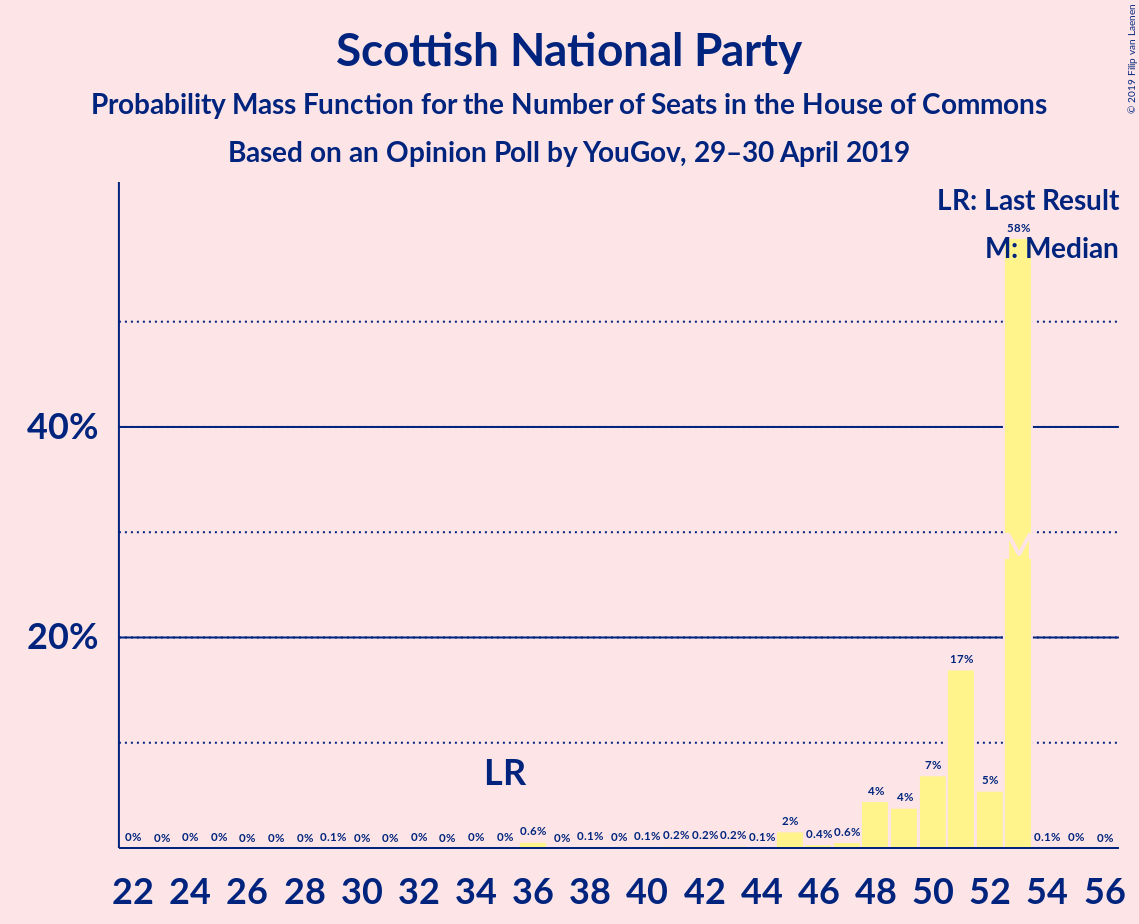 Scottish National Party
Probability Mass Function for the Number of Seats in the House of Commons
Based on an Opinion Poll by YouGov, 29–30 April 2019
© 2019 Filip van Laenen
LR: Last Result
M: Median
58%
40%
20%
17%
LR
7%
5%
4%
4%
2%
0% 0% 0% 0% 0% 0% 0% 0.1% 0% 0% 0% 0% 0% 0% 0.6% 0% 0.1% 0% 0.1% 0.2% 0.2% 0.2% 0.1% 0.4% 0.6% 0.1% 0% 0%
M
22 24 26 28 30 32 34 36 38 40 42 44 46 48 50 52 54 56